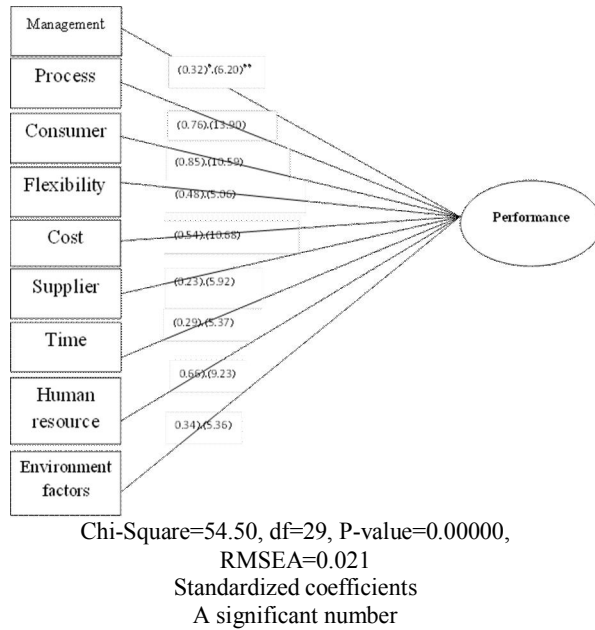 Management
(0.32)*,(6.20)**
Process
(0.76),(13.90)
Consumer
(0.85),(10.59)
Flexibility
(0.48),(5.06)
Performance
Cost
(0.54),(10.68)
Supplier
(0.23),(5.92)
Time
(0.29),(5.37)
Human
resource
0.66),(9.23)
Environment
factors
0.34),(5.36)
Chi-Square=54.50, df=29, P-value=0.00000,
RMSEA=0.021
Standardized coefficients
A significant number